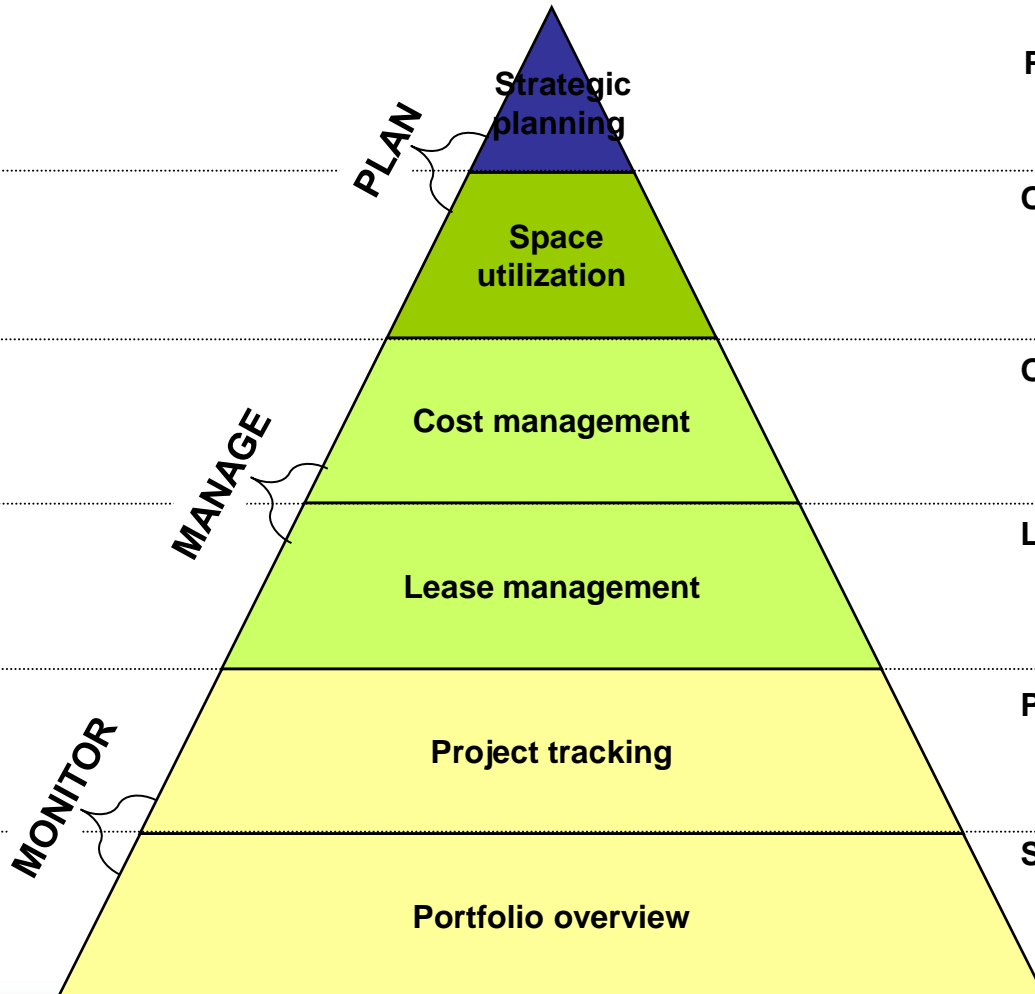 Strategic
planning
PLAN
Space
utilization
Cost management
MANAGE
Lease management
Project tracking
MONITOR
Portfolio overview